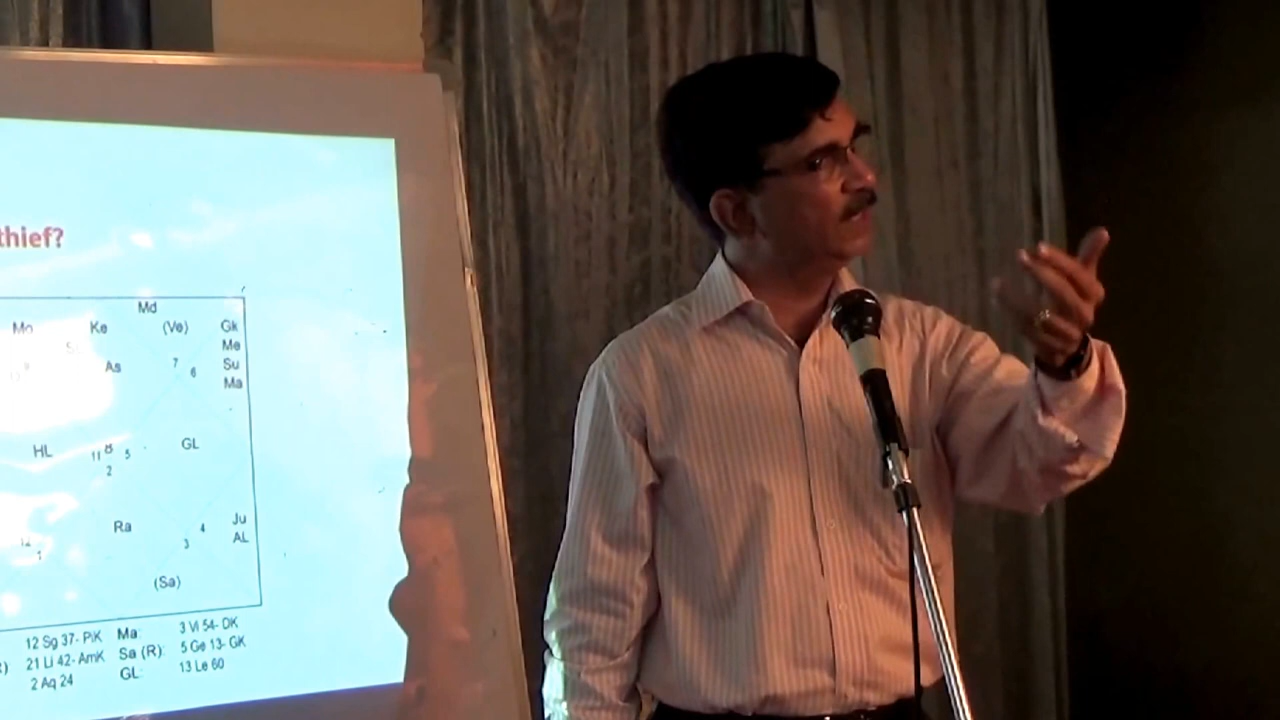 thief?
Md
Mo Ke (Ve) Gk
Me
As 7 6 Su
Ma
HL 11 8 5 GL
2
Ra 4 Ju
3 AL
12
1
(Sa)
12 Sg 37- PiK Ma: 3 Vi 54- DK
21 Li 42- AmK Sa (R): 5 Ge 13- GK
2 Aq 24 GL: 13 Le 60